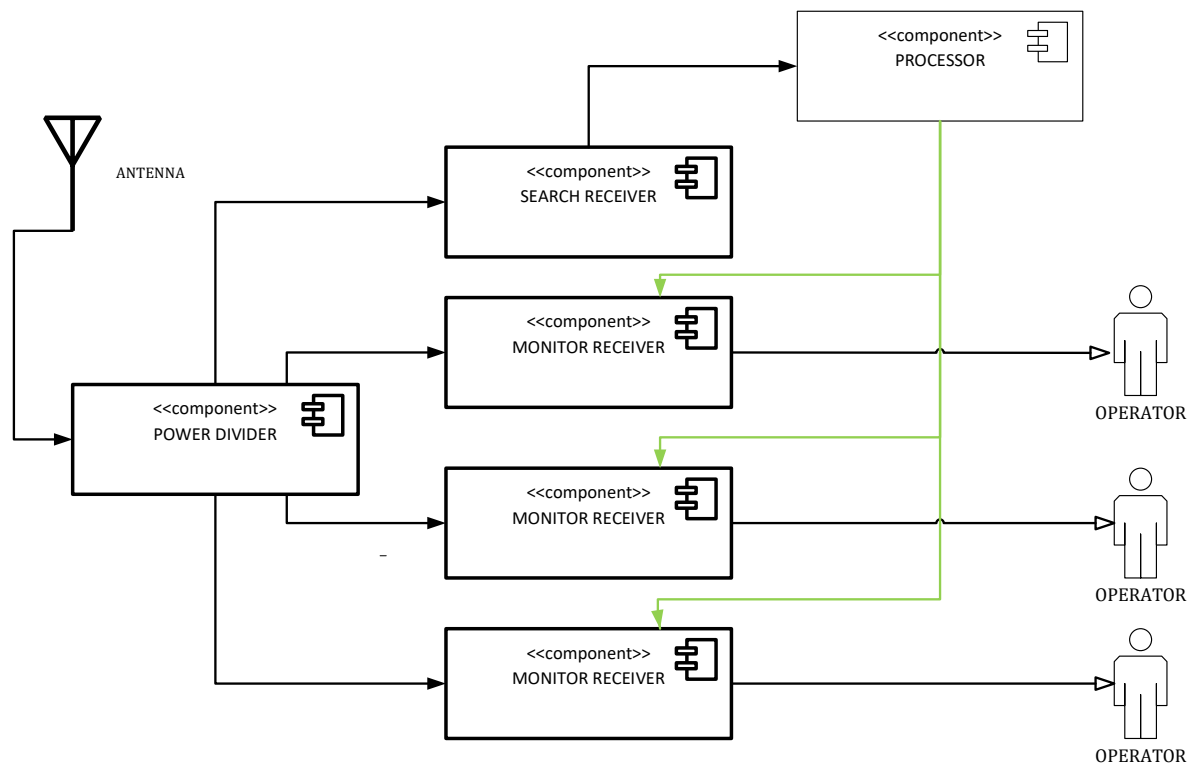 <<component>>
PROCESSOR
ANTENNA
<<component>>
SEARCH RECEIVER
<<component>>
MONITOR RECEIVER
OPERATOR
<<component>>
POWER DIVIDER
<<component>>
MONITOR RECEIVER
–
OPERATOR
<<component>>
MONITOR RECEIVER
OPERATOR